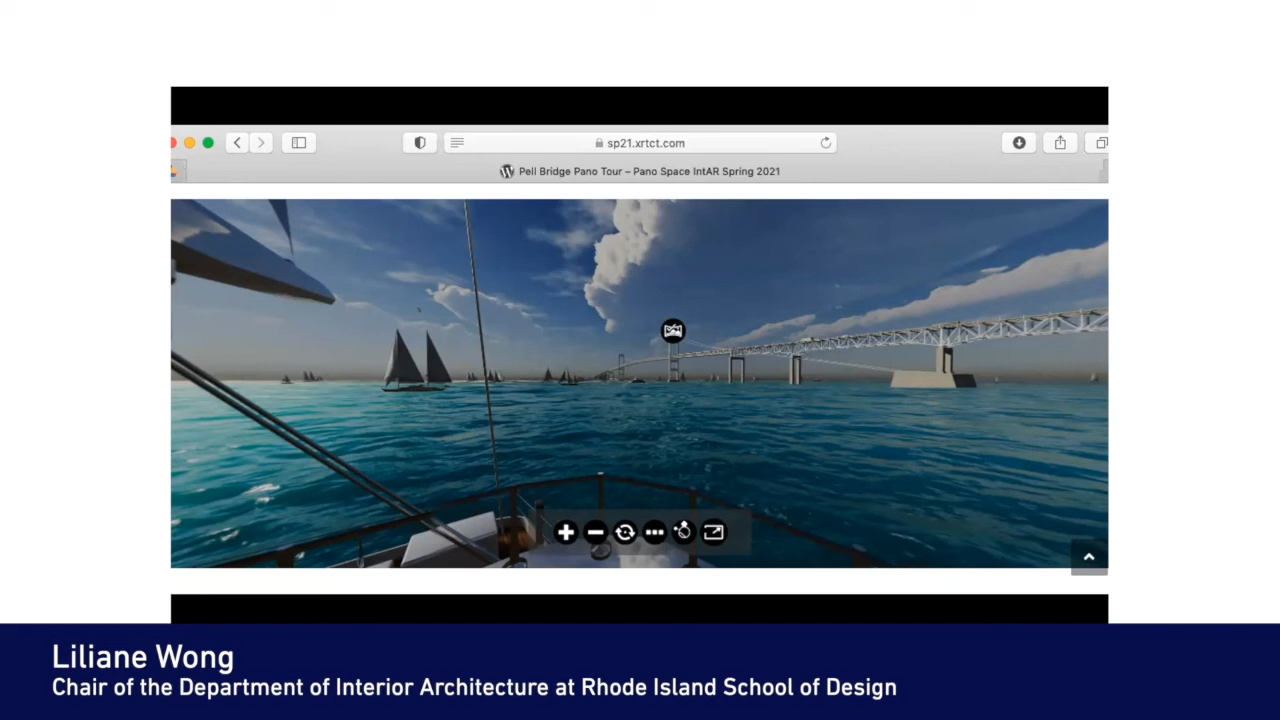 sp21.xrtct.com
Pell Bridge Pano Tour – Pano Space IntAR Spring 2021
Liliane Wong
Chair of the Department of Interior Architecture at Rhode Island School of Design